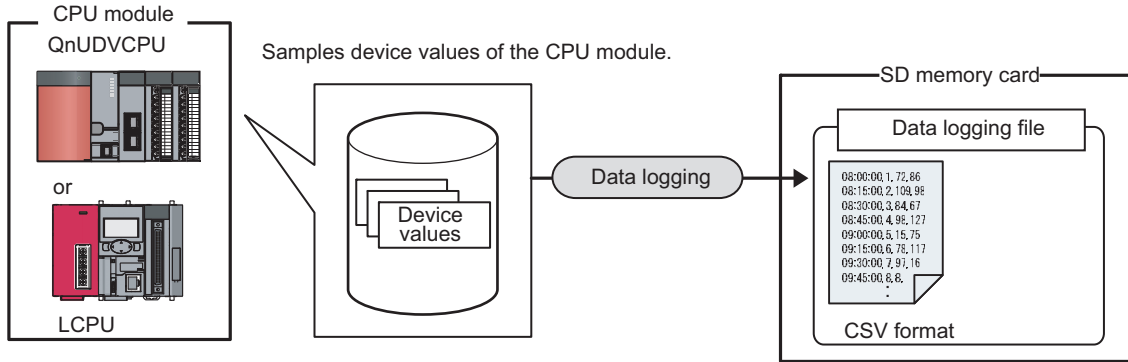 CPU module
QnUDVCPU
or
LCPU
Samples device values of the CPU module.
Device
values
Data logging
SD memory card
Data logging file
08:00:00,1,72,86
08:15:00,2,109,98
08:30:00,3,84,67
08:45:00,4,98,127
09:00:00,5,15,75
09:15:00,6,78,117
09:30:00,7,97,16
09:45:00,8,8,
CSV format